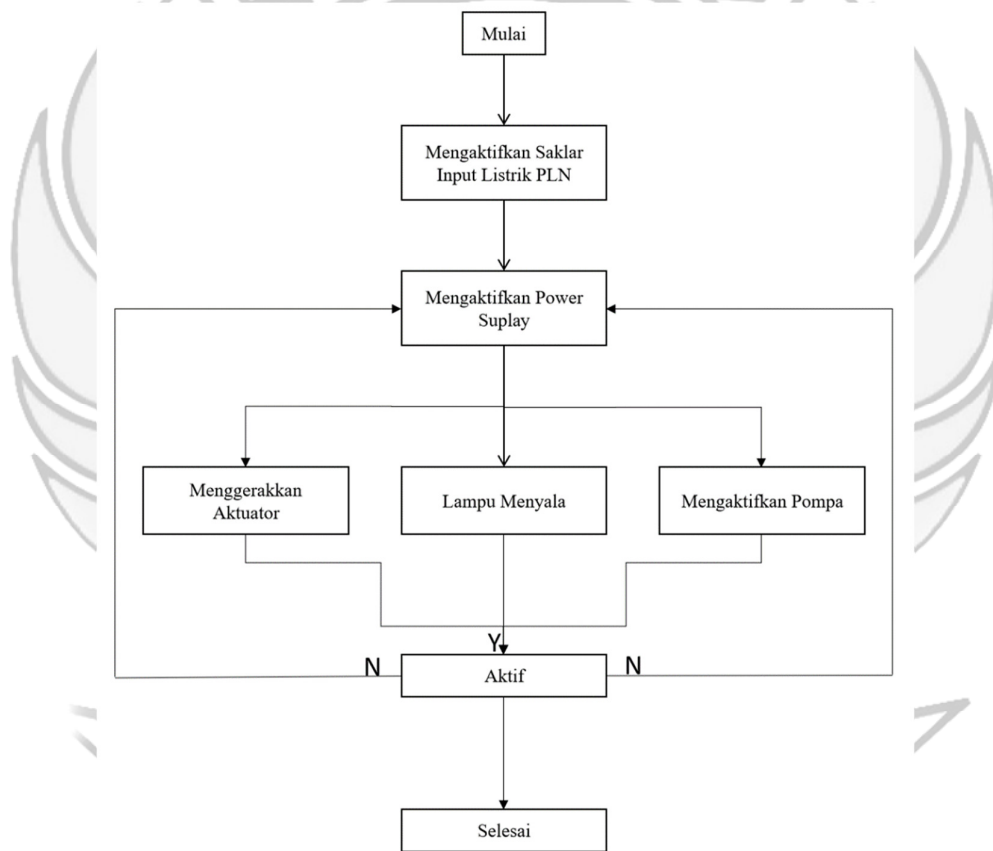 Mulai
Mengaktifkan Saklar
Input Listrik PLN
Mengaktifkan Power
Suplay
Menggerakkan
Aktuator
Lampu Menyala
Mengaktifkan Pompa
Y
N
Aktif
N
Selesai